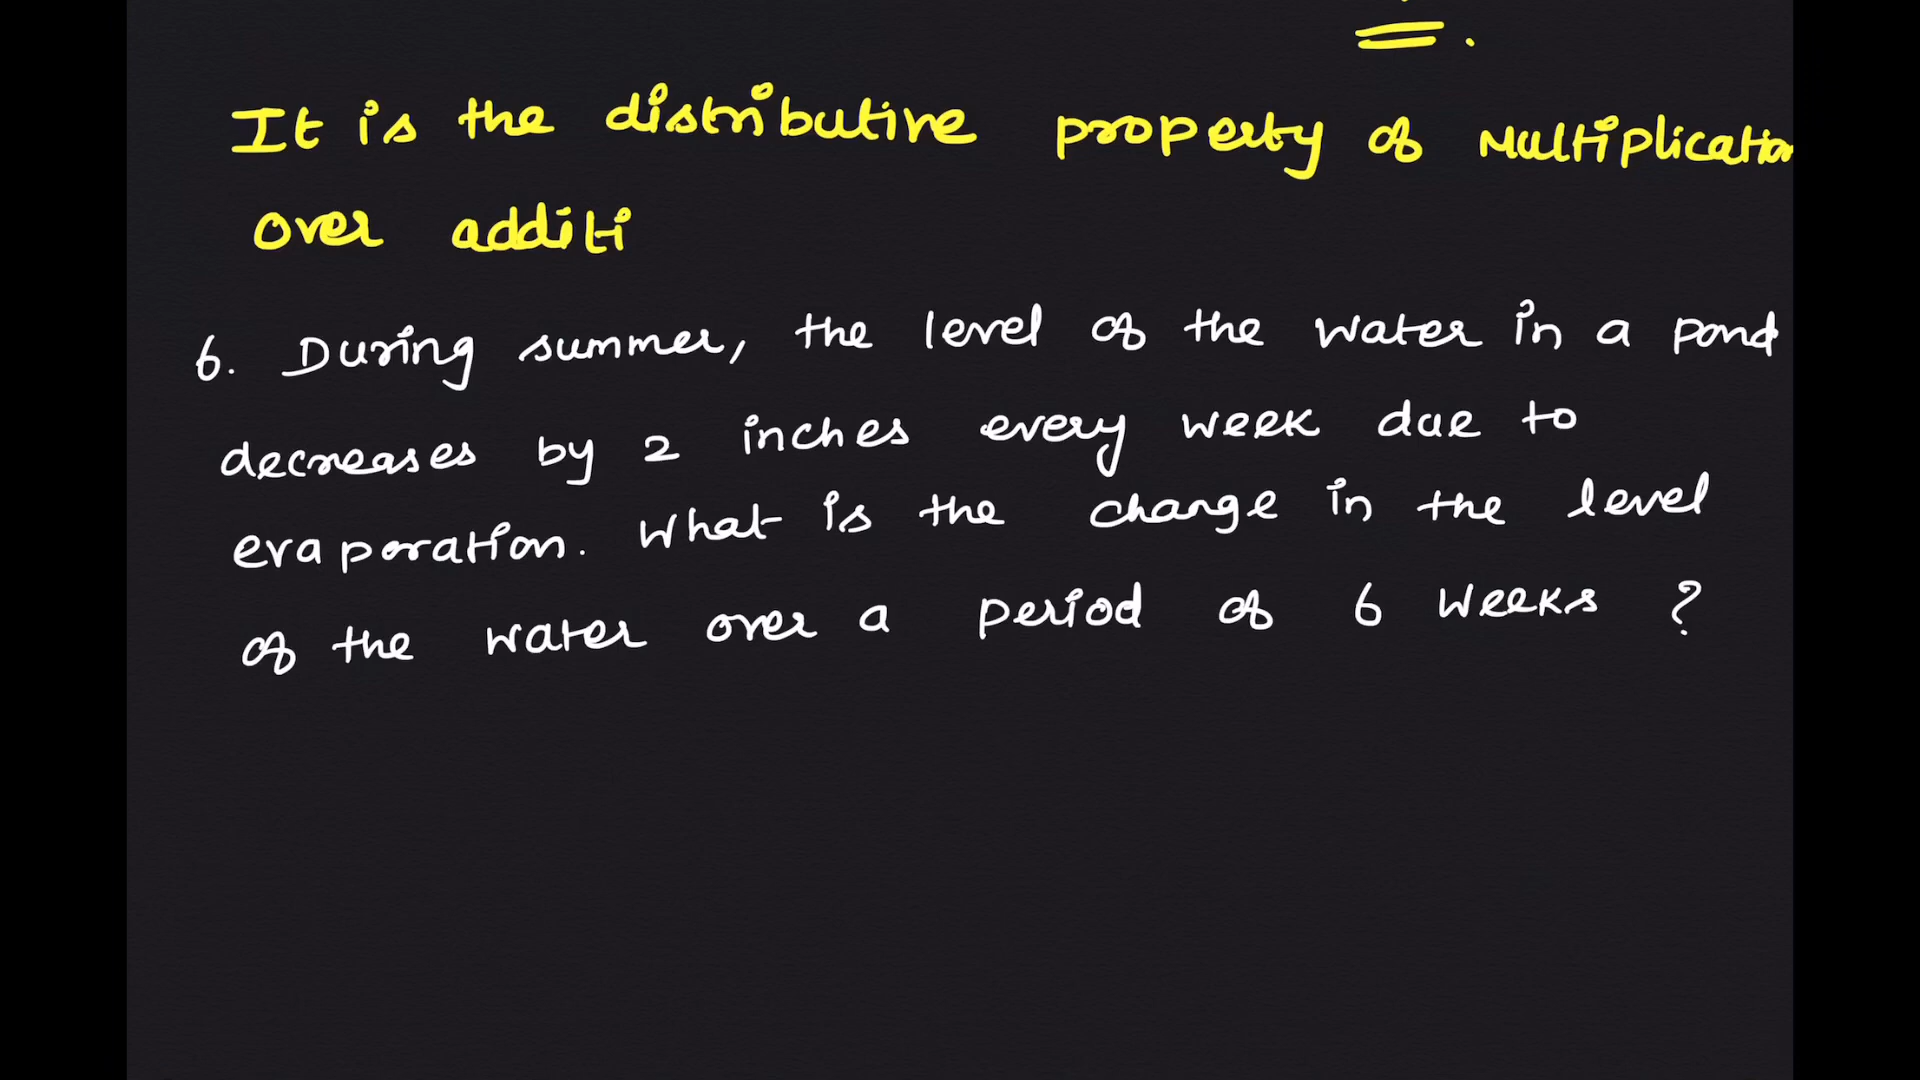 It is the distributive property of Multiplication
over additi
6. During summer, the level of the water in a pond
decreases by 2 inches every week due to
evaporation. What is the change in the level
of the water over a period of 6 weeks ?